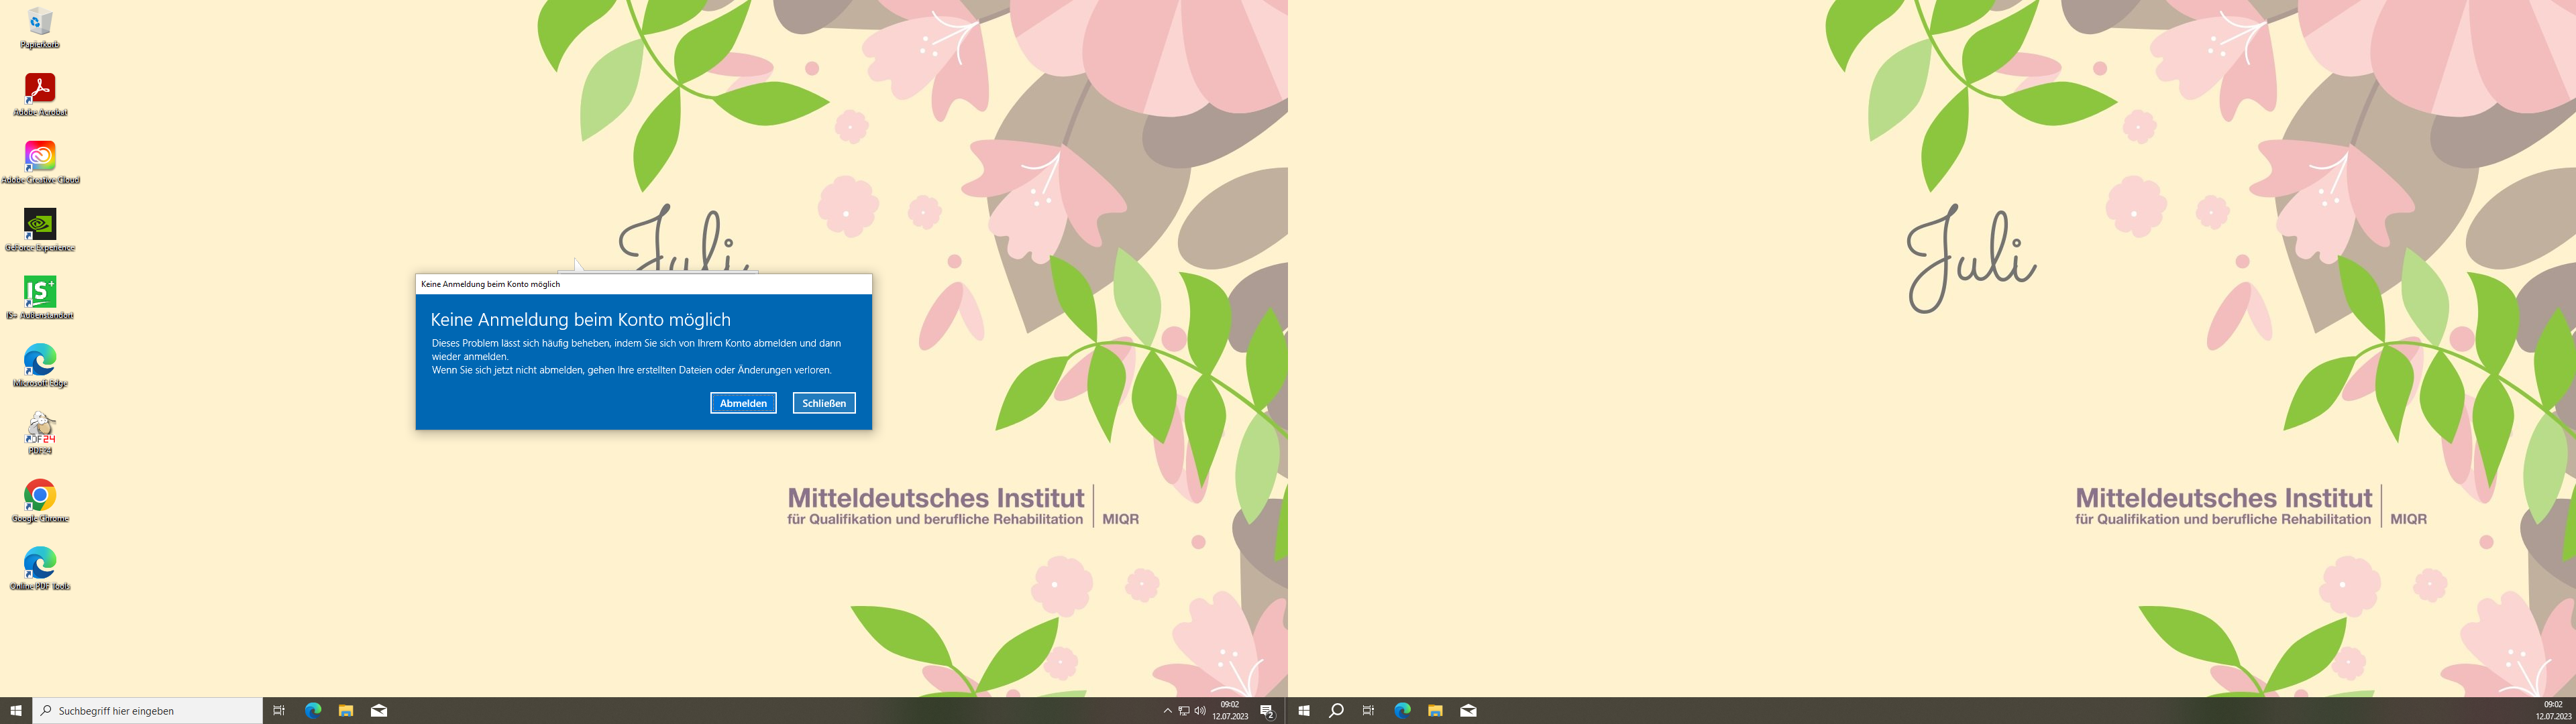 Papierkorb
Adobe Acrobat
Adobe Creative Cloud
GeForce Experience
IS+ Außenstandort
Microsoft Edge
PDF24
Google Chrome
Online PDF Tools
Juli
Keine Anmeldung beim Konto möglich
Keine Anmeldung beim Konto möglich
Dieses Problem lässt sich häufig beheben, indem Sie sich von Ihrem Konto abmelden und dann
wieder anmelden.
Wenn Sie sich jetzt nicht abmelden, gehen Ihre erstellten Dateien oder Änderungen verloren.
Abmelden Schließen
Mitteldeutsches Institut
für Qualifikation und berufliche Rehabilitation | MIQR
Suchbegriff hier eingeben
09:02
12.07.2023
2
Juli
Mitteldeutsches Institut
für Qualifikation und berufliche Rehabilitation | MIQR
09:02
12.07.2023